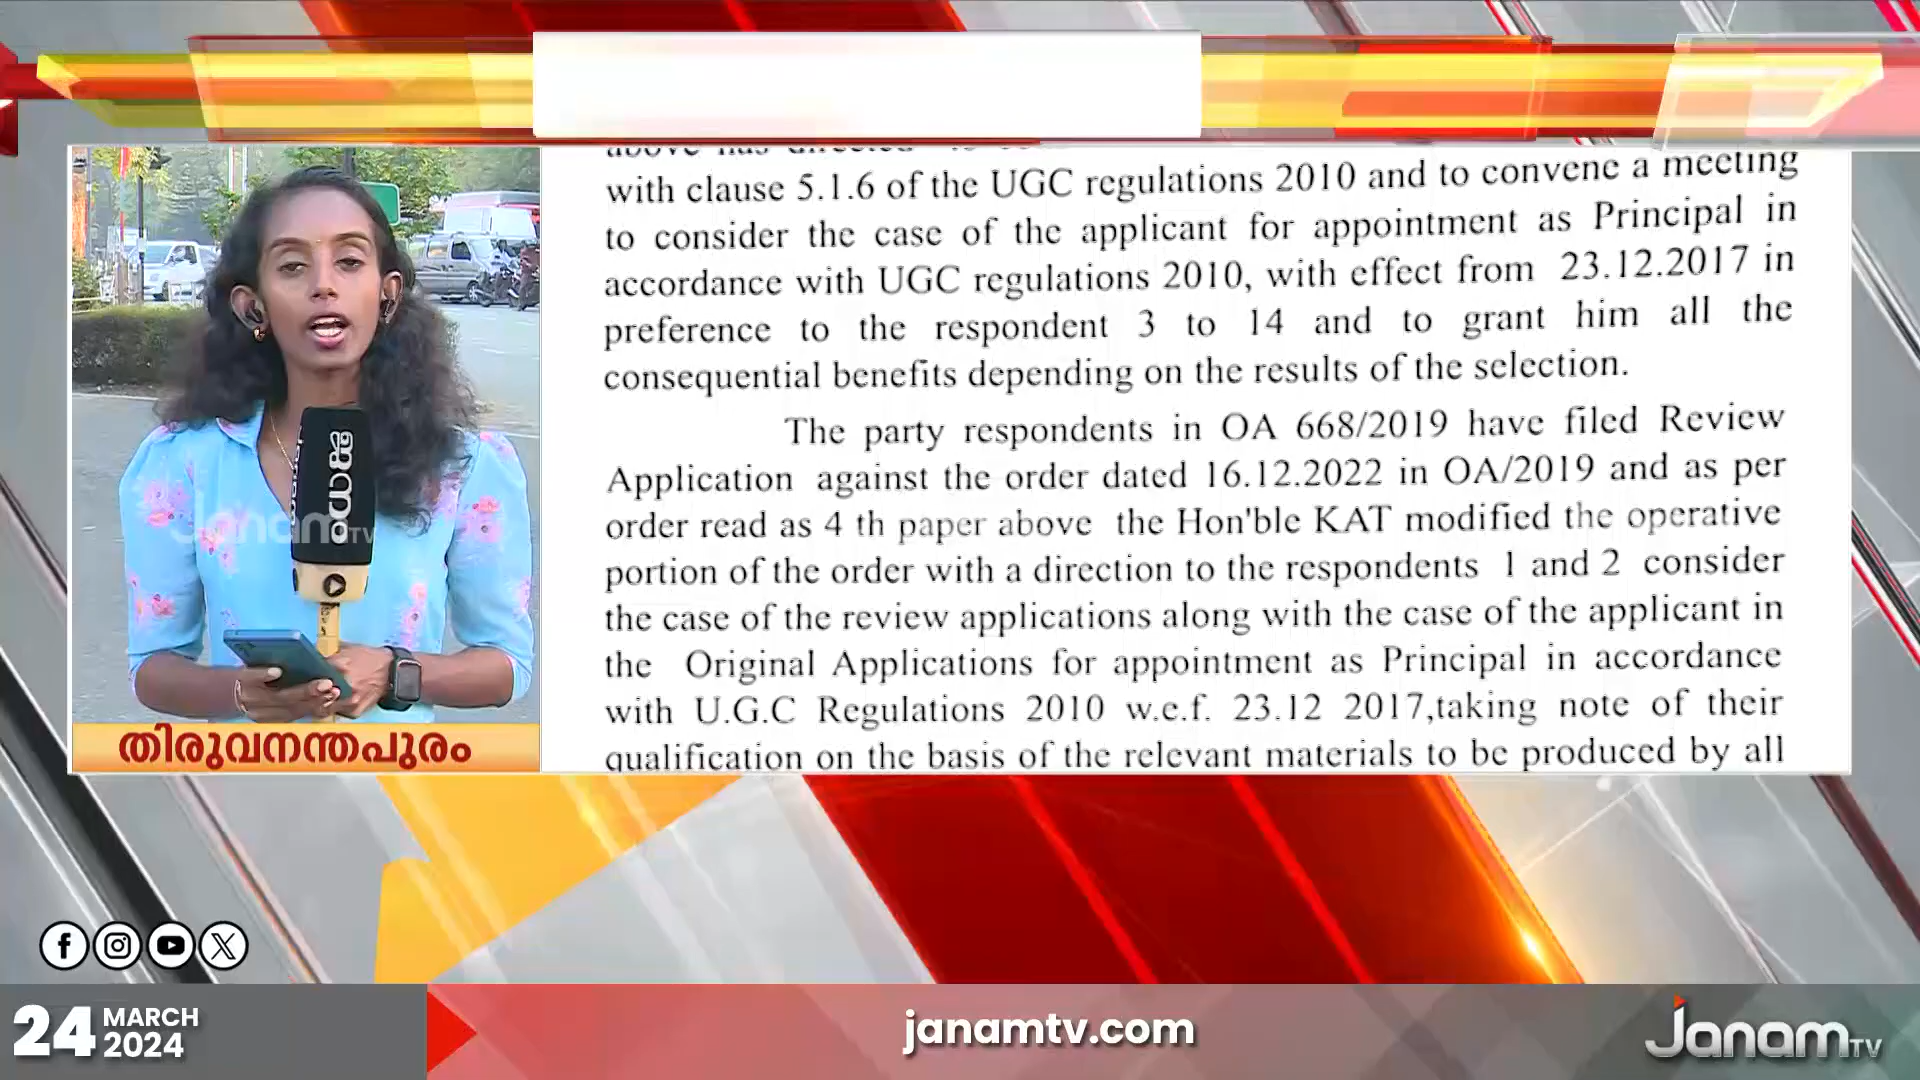 with clause 5.1.6 of the UGC regulations 2010 and to convene a meeting
to consider the case of the applicant for appointment as Principal in
accordance with UGC regulations 2010, with effect from 23.12.2017 in
preference to the respondent 3 to 14 and to grant him all the
consequential benefits depending on the results of the selection.
The party respondents in OA 668/2019 have filed Review
Application against the order dated 16.12.2022 in OA/2019 and as per
order read as 4 th paper above the Hon'ble KAT modified the operative
portion of the order with a direction to the respondents 1 and 2 consider
the case of the review applications along with the case of the applicant in
the Original Applications for appointment as Principal in accordance
with U.G.C Regulations 2010 w.e.f. 23.12 2017,taking note of their
qualification on the basis of the relevant materials to be produced by all
ജനം
Janam TV
തിരുവനന്തപുരം
24 MARCH 2024
janamtv.com
Janam TV